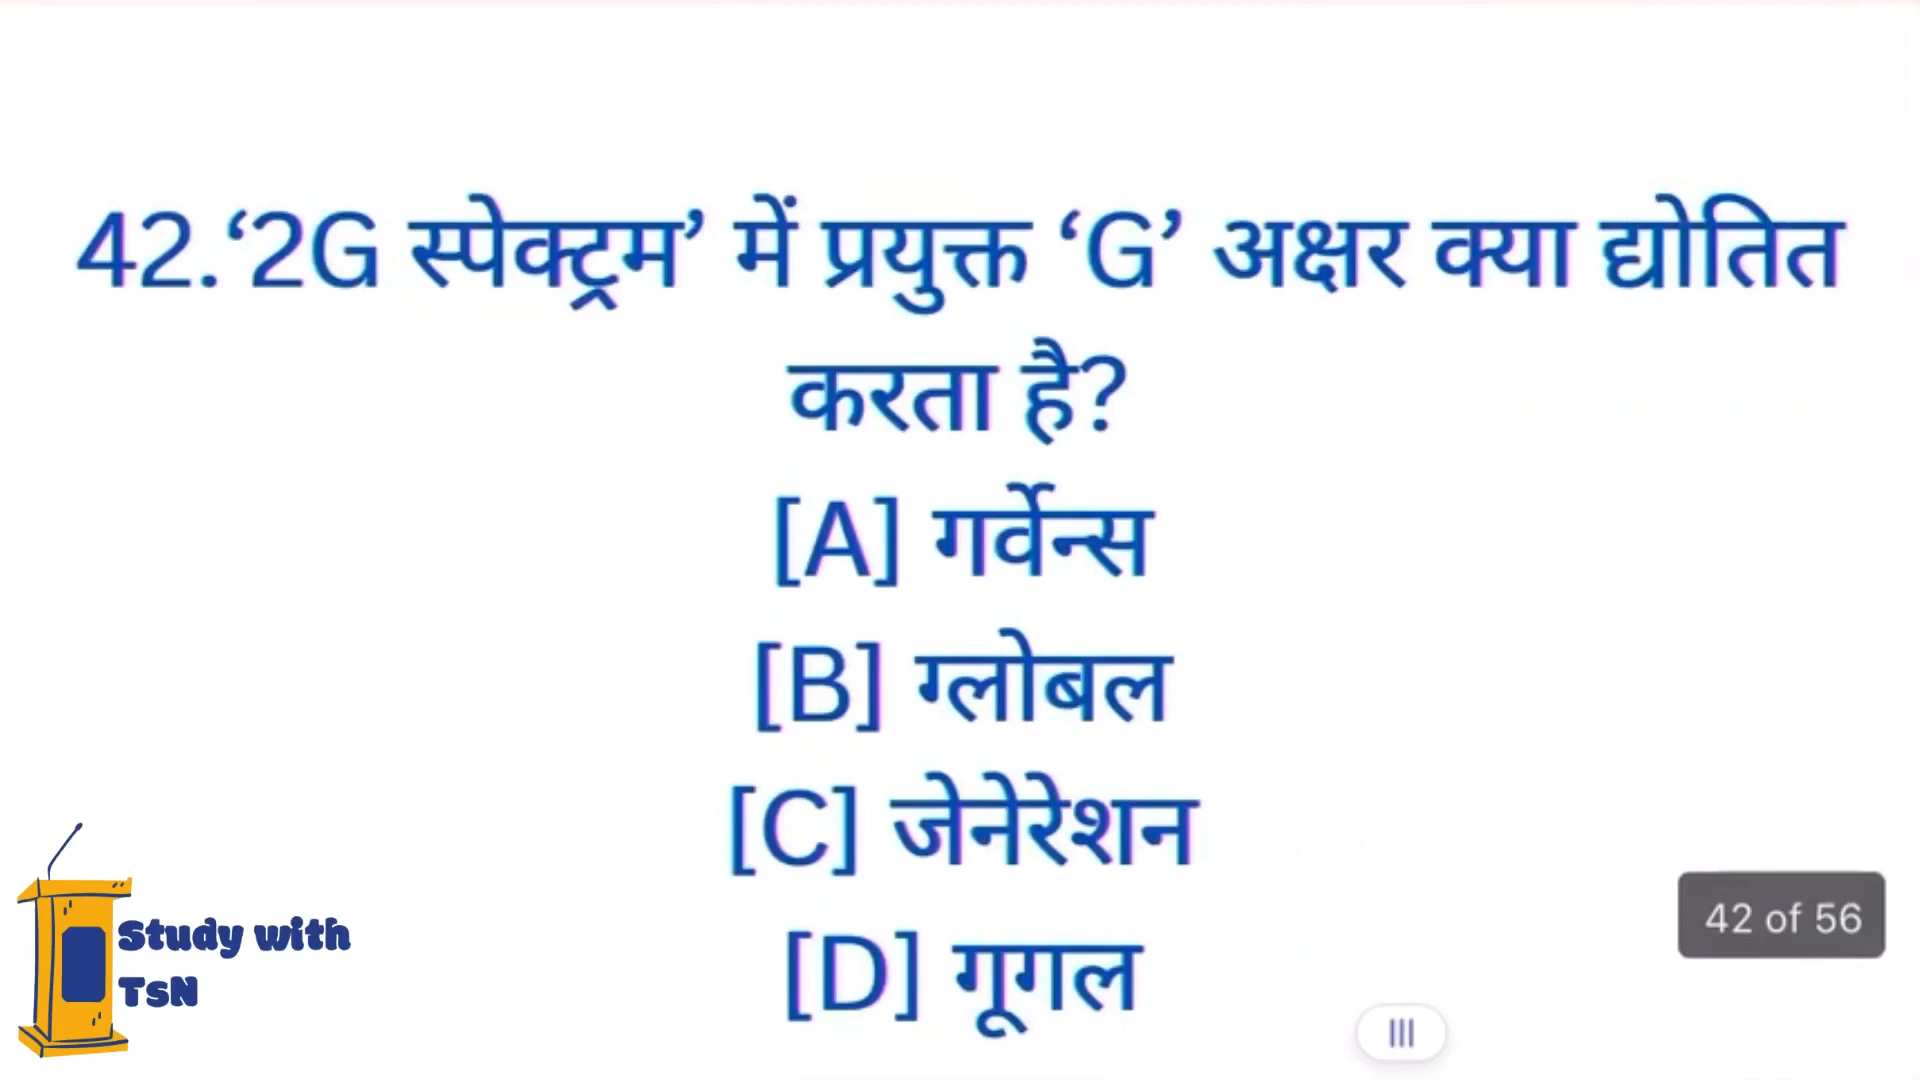 42.‘2G स्पेक्ट्रम’ में प्रयुक्त ‘G’ अक्षर क्या द्योतित
करता है?
[A] गर्वेन्स
[B] ग्लोबल
[C] जेनेरेशन
[D] गूगल
Study with
TsN
42 of 56